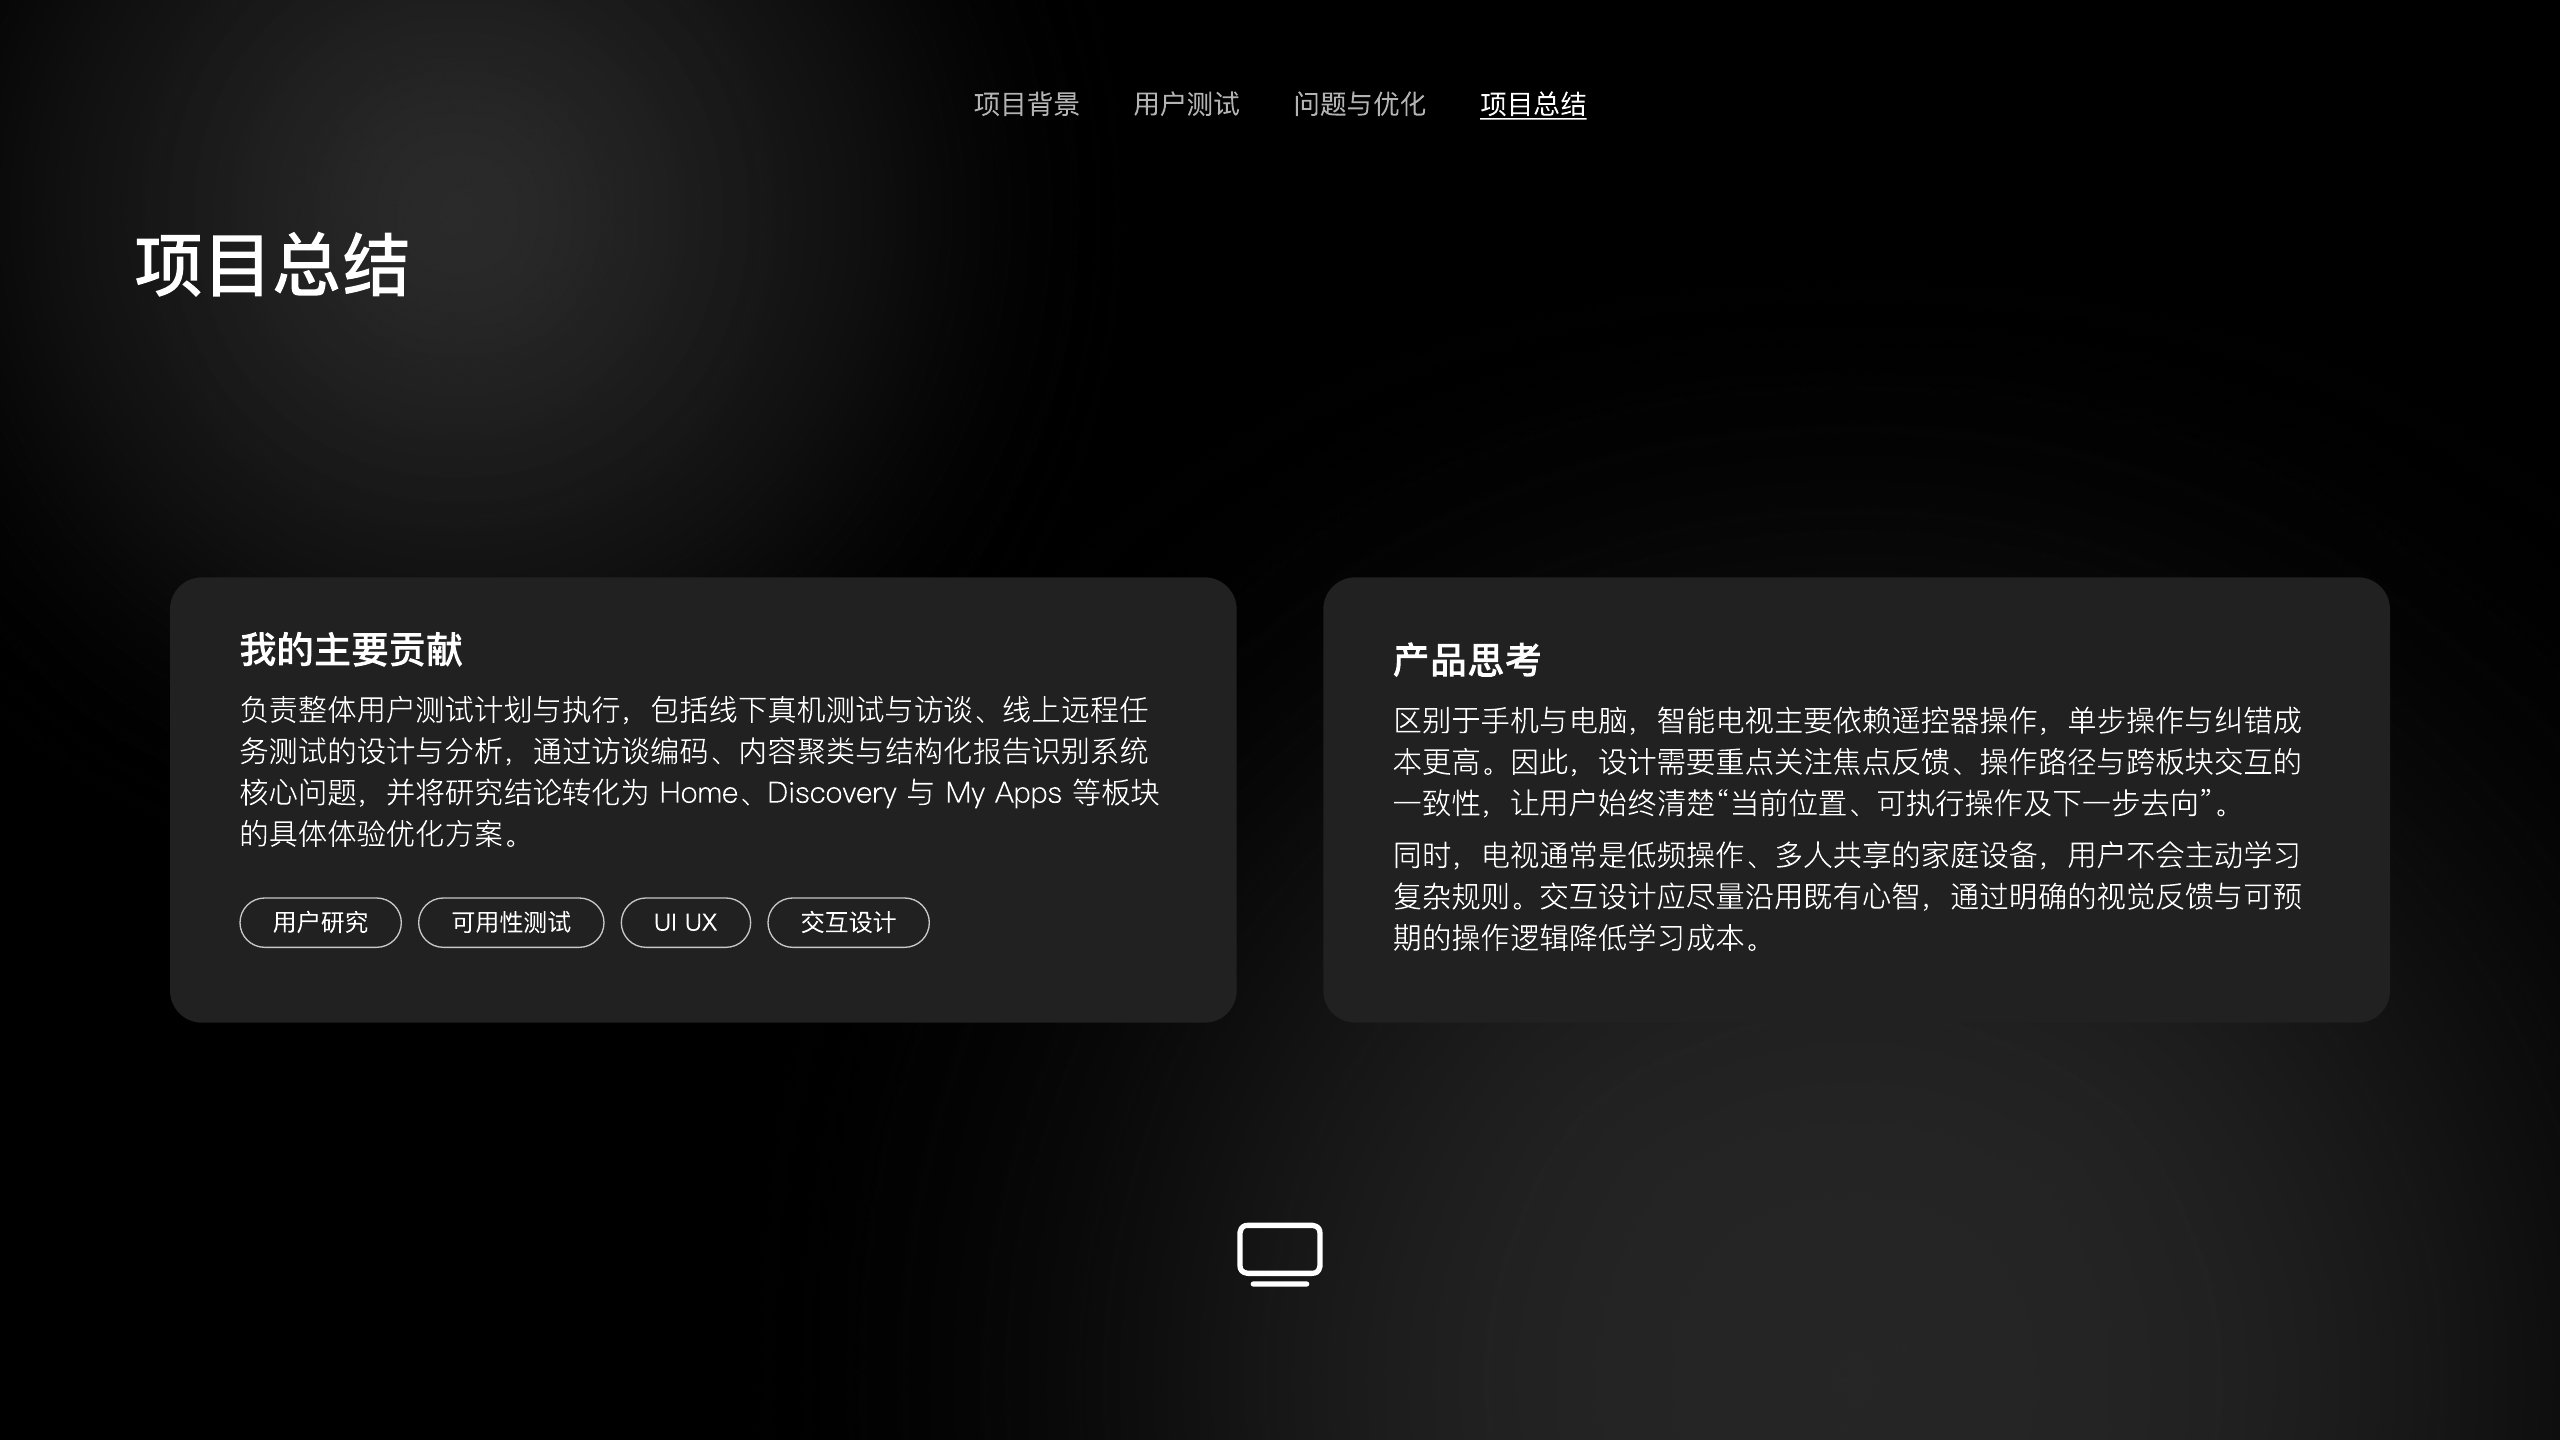 项目背景 用户测试 问题与优化 项目总结
项目总结
我的主要贡献
负责整体用户测试计划与执行，包括线下真机测试与访谈、线上远程任
务测试的设计与分析，通过访谈编码、内容聚类与结构化报告识别系统
核心问题，并将研究结论转化为 Home、Discovery 与 My Apps 等板块
的具体体验优化方案。
用户研究 可用性测试 UI UX 交互设计
产品思考
区别于手机与电脑，智能电视主要依赖遥控器操作，单步操作与纠错成
本更高。因此，设计需要重点关注焦点反馈、操作路径与跨板块交互的
一致性，让用户始终清楚“当前位置、可执行操作及下一步去向”。
同时，电视通常是低频操作、多人共享的家庭设备，用户不会主动学习
复杂规则。交互设计应尽量沿用既有心智，通过明确的视觉反馈与可预
期的操作逻辑降低学习成本。